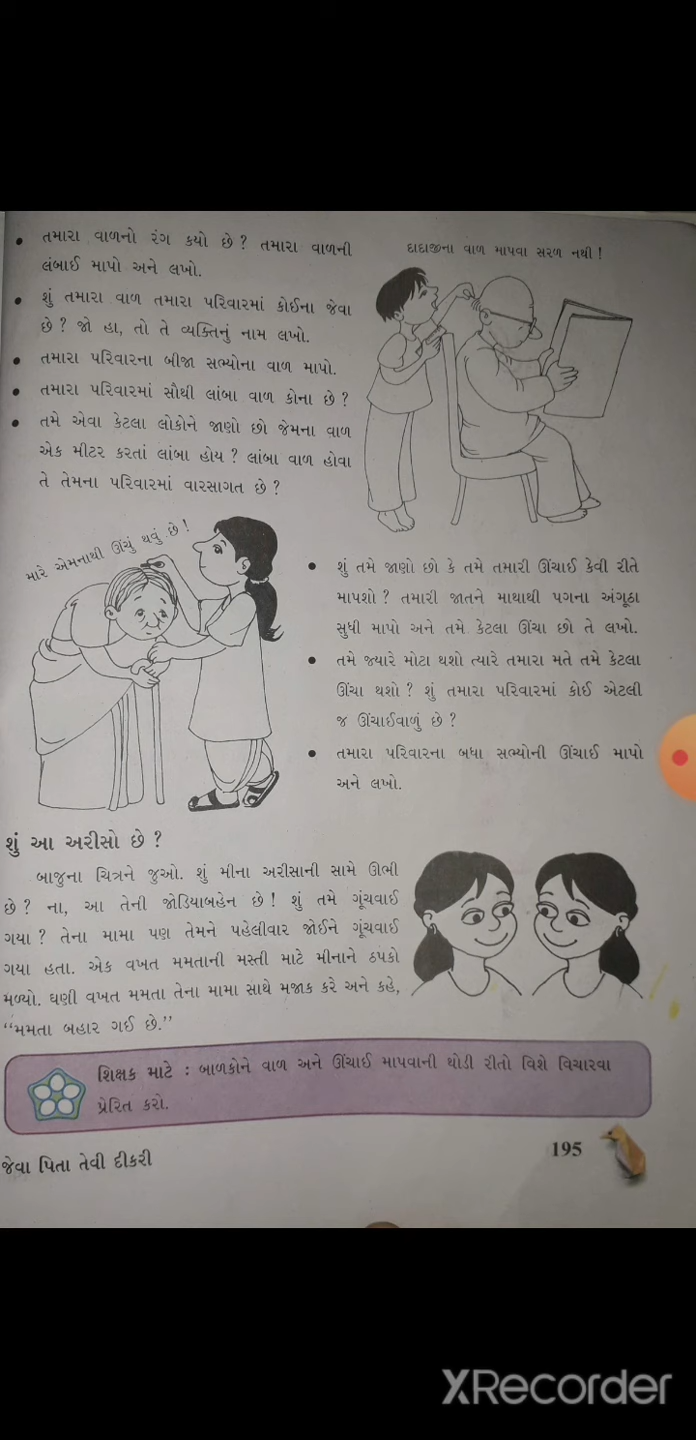 • તમારા વાળનો રંગ કયો છે ? તમારા વાળની
લંબાઈ માપો અને લખો.
• શું તમારા વાળ તમારા પરિવારમાં કોઈના જેવા
છે ? જો હા, તો તે વ્યક્તિનું નામ લખો.
• તમારા પરિવારના બીજા સભ્યોના વાળ માપો.
• તમારા પરિવારમાં સૌથી લાંબા વાળ કોના છે ?
• તમે એવા કેટલા લોકોને જાણો છો જેમના વાળ
એક મીટર કરતાં લાંબા હોય ? લાંબા વાળ હોવા
તે તેમના પરિવારમાં વારસાગત છે ?
દાદાજીના વાળ માપવા સરળ નથી !
મારે એમનાથી ઊંચું થવું છે !
• શું તમે જાણો છો કે તમે તમારી ઊંચાઈ કેવી રીતે
માપશો ? તમારી જાતને માથાથી પગના અંગૂઠા
સુધી માપો અને તમે કેટલા ઊંચા છો તે લખો.
• તમે જ્યારે મોટા થશો ત્યારે તમારા મતે તમે કેટલા
ઊંચા થશો ? શું તમારા પરિવારમાં કોઈ એટલી
જ ઊંચાઈવાળું છે ?
• તમારા પરિવારના બધા સભ્યોની ઊંચાઈ માપો
અને લખો.
શું આ અરીસો છે ?
બાજુના ચિત્રને જુઓ. શું મીના અરીસાની સામે ઊભી
છે ? ના, આ તેની જોડિયાબહેન છે ! શું તમે ગૂંચવાઈ
ગયા ? તેના મામા પણ તેમને પહેલીવાર જોઈને ગૂંચવાઈ
ગયા હતા. એક વખત મમતાની મસ્તી માટે મીનાને ઠપકો
મળ્યો. ઘણી વખત મમતા તેના મામા સાથે મજાક કરે અને કહે,
“મમતા બહાર ગઈ છે.”
શિક્ષક માટે : બાળકોને વાળ અને ઊંચાઈ માપવાની થોડી રીતો વિશે વિચારવા
પ્રેરિત કરો.
જેવા પિતા તેવી દીકરી
195
XRecorder